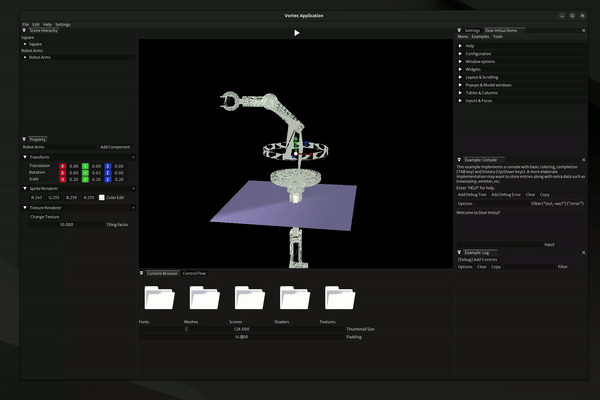 Vortex Application
File Edit Help Settings
Scene Hierarchy
Square
Square
Robot Arms
Robot Arms
Property
Robot Arms Add Component
Transform
Translation X 0.00 0.00 Z 0.00
Rotation X 0.00 0.00 Z 0.00
Scale X 0.20 0.20 Z 0.20
Sprite Renderer
R:243 G:255 B:239 A:255 Color Edit
Texture Renderer
Change Texture
10.000 Tiling factor
Content Browser Control Flow
Fonts Meshes Scenes Shaders Textures
128.000 Thumbnail Size
16.000 Padding
Settings Dear ImGui Demo
Menu Examples Tools
Help
Configuration
Window options
Widgets
Layout & Scrolling
Popups & Modal windows
Tables & Columns
Inputs & Focus
Example: Console
This example implements a console with basic coloring, completion
(TAB key) and history (Up/Down keys). A more elaborate
implementation may want to store entries along with extra data such as
timestamp, emitter, etc.
Enter 'HELP' for help.
Add Debug Text Add Debug Error Clear Copy
Options Filter ("incl,-excl") ("error")
Welcome to Dear ImGui!
Input
Example: Log
[Debug] Add 5 entries
Options Clear Copy Filter